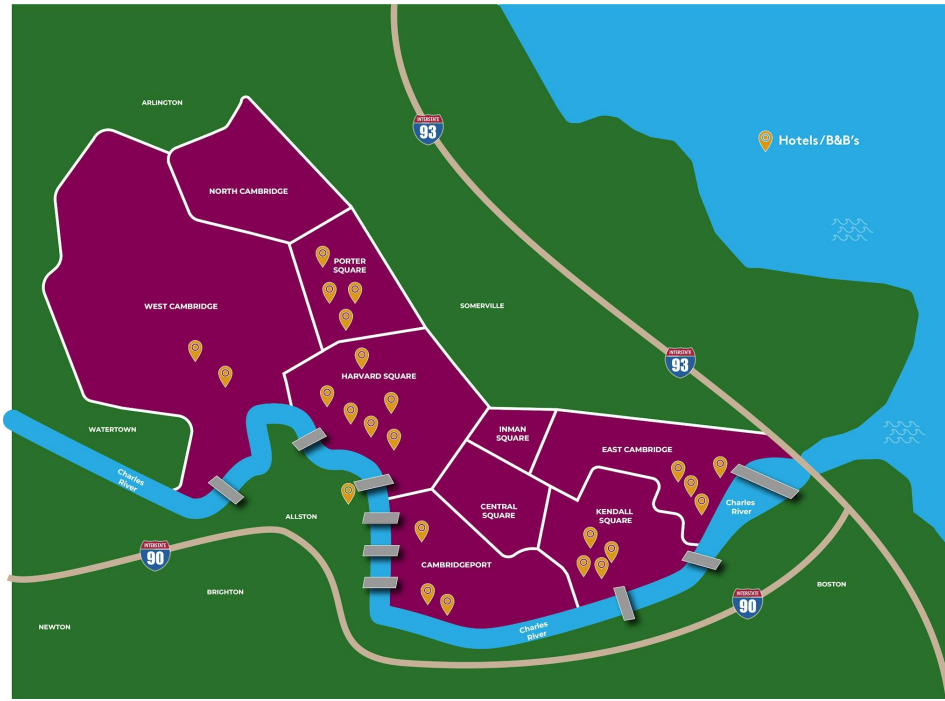 ARLINGTON
INTERSTATE
93
Hotels/B&B's
NORTH CAMBRIDGE
PORTER
SQUARE
WEST CAMBRIDGE
SOMERVILLE
INTERSTATE
93
HARVARD SQUARE
WATERTOWN
INMAN
SQUARE
EAST CAMBRIDGE
Charles
River
CENTRAL
SQUARE
KENDALL
SQUARE
Charles
River
ALLSTON
INTERSTATE
90
CAMBRIDGEPORT
BRIGHTON
BOSTON
INTERSTATE
90
NEWTON
Charles
River